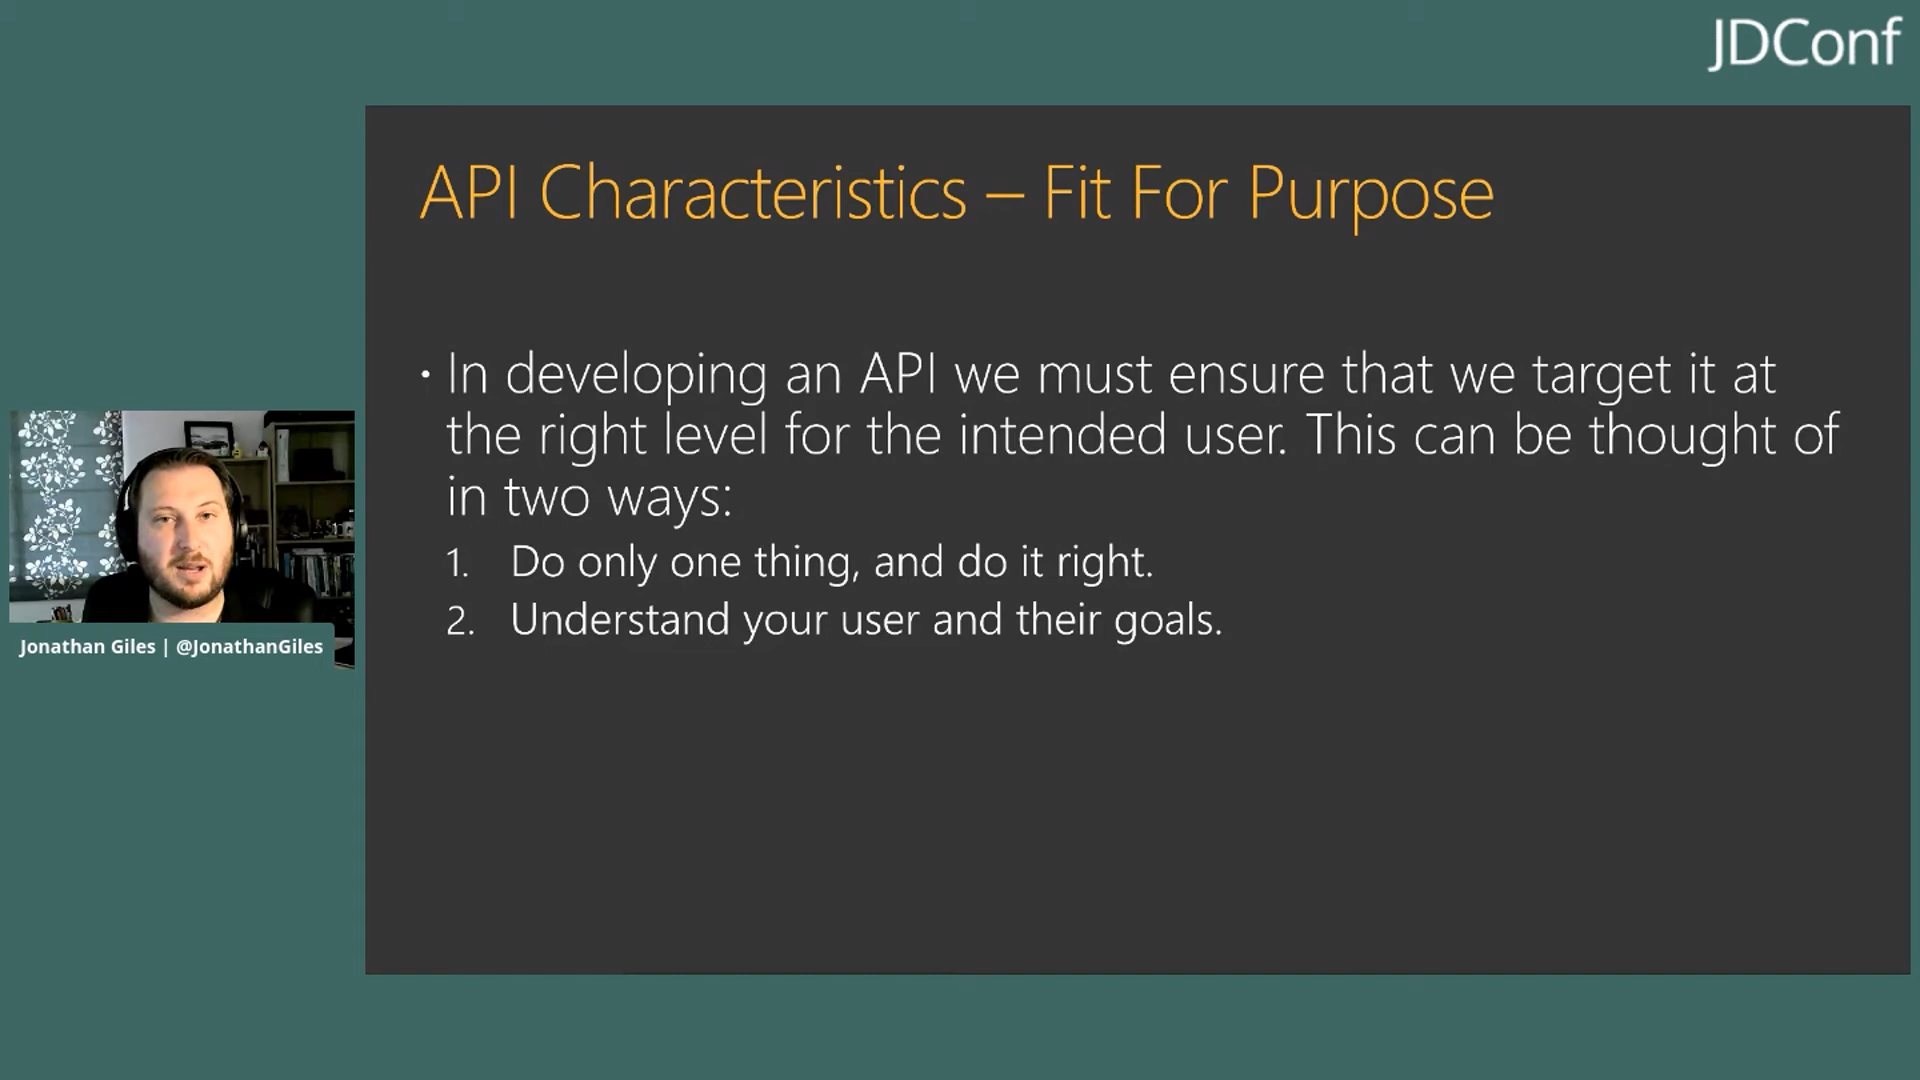 JDConf
API Characteristics – Fit For Purpose
· In developing an API we must ensure that we target it at
the right level for the intended user. This can be thought of
in two ways:
1. Do only one thing, and do it right.
2. Understand your user and their goals.
Jonathan Giles | @JonathanGiles